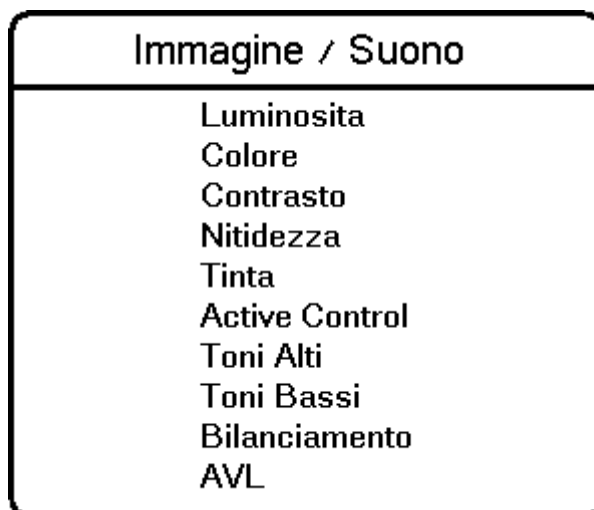 Immagine / Suono
Luminosita
Colore
Contrasto
Nitidezza
Tinta
Active Control
Toni Alti
Toni Bassi
Bilanciamento
AVL